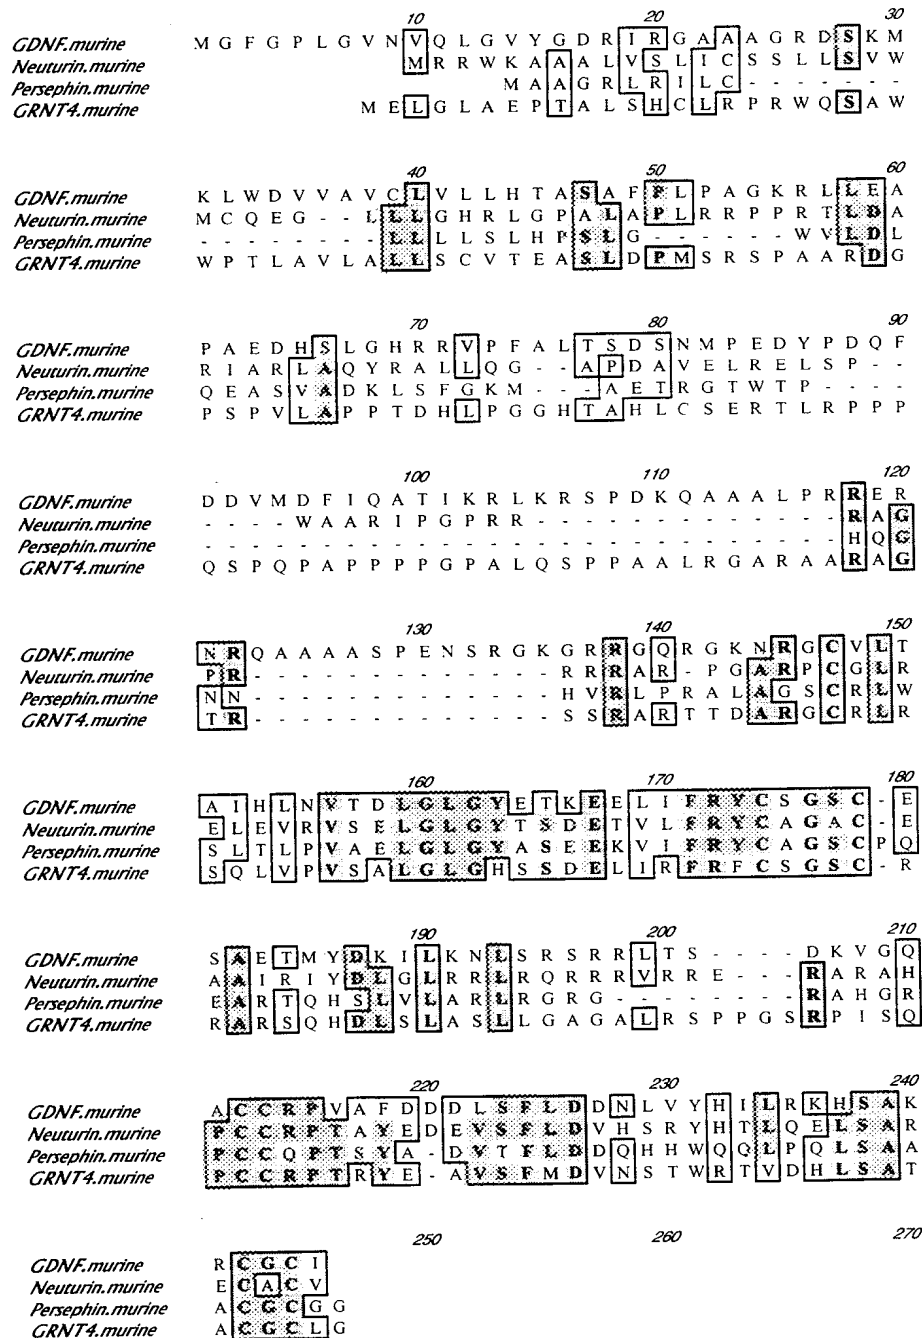 10 20 30
GDNF.murine M G F G P L G V N V Q L G V Y G D R I R G A A A G R D S K M
Neuturin.murine M R R W K A A A L V S L I C S S L L S V W
Persephin.murine M A A G R L R I L C - - - - - - -
GRNT4.murine M E L G L A E P T A L S H C L R P R W Q S A W
40 50 60
GDNF.murine K L W D V V A V C L V L L H T A S A F P L P A G K R L L E A
Neuturin.murine M C Q E G - - L L L G H R L G P A L A P L R R P P R T L D A
Persephin.murine - - - - - - - - L L L L S L H P S L G - - - - - - W V L D L
GRNT4.murine W P T L A V L A L L S C V T E A S L D P M S R S P A A R D G
70 80 90
GDNF.murine P A E D H S L G H R R V P F A L T S D S N M P E D Y P D Q F
Neuturin.murine R I A R L A Q Y R A L L Q G - - A P D A V E L R E L S P - -
Persephin.murine Q E A S V A D K L S F G K M - - - A E T R G T W T P - - - -
GRNT4.murine P S P V L A P P T D H L P G G H T A H L C S E R T L R P P P
100 110 120
GDNF.murine D D V M D F I Q A T I K R L K R S P D K Q A A A L P R R E R
Neuturin.murine - - - - W A A R I P G P R R - - - - - - - - - - - - - R A G
Persephin.murine - - - - - - - - - - - - - - - - - - - - - - - - - - - H Q G
GRNT4.murine Q S P Q P A P P P P G P A L Q S P P A A L R G A R A A R A G
130 140 150
GDNF.murine N R Q A A A A S P E N S R G K G R R G Q R G K N R G C V L T
Neuturin.murine P R - - - - - - - - - - - - - R R R A R - P G A R P C G L R
Persephin.murine N N - - - - - - - - - - - - - H V R L P R A L A G S C R L W
GRNT4.murine T R - - - - - - - - - - - - - S S R A R T T D A R G C R L R
160 170 180
GDNF.murine A I H L N V T D L G L G Y E T K E E L I F R Y C S G S C - E
Neuturin.murine E L E V R V S E L G L G Y T S D E T V L F R Y C A G A C - E
Persephin.murine S L T L P V A E L G L G Y A S E E K V I F R Y C A G S C P Q
GRNT4.murine S Q L V P V S A L G L G H S S D E L I R F R F C S G S C - R
190 200 210
GDNF.murine S A E T M Y D K I L K N L S R S R R L T S - - - - D K V G Q
Neuturin.murine A A I R I Y D L G L R R L R Q R R R V R R E - - - R A R A H
Persephin.murine E A R T Q H S L V L A R L R G R G - - - - - - - - R A H G R
GRNT4.murine R A R S Q H D L S L A S L L G A G A L R S P P G S R P I S Q
220 230 240
GDNF.murine A C C R P V A F D D D L S F L D D N L V Y H I L R K H S A K
Neuturin.murine P C C R P T A Y E D E V S F L D V H S R Y H T L Q E L S A R
Persephin.murine P C C Q P T S Y A - D V T F L D D Q H H W Q Q L P Q L S A A
GRNT4.murine P C C R P T R Y E - A V S F M D V N S T W R T V D H L S A T
250 260 270
GDNF.murine R C G C I
Neuturin.murine E C A C V
Persephin.murine A C G C G G
GRNT4.murine A C G C L G